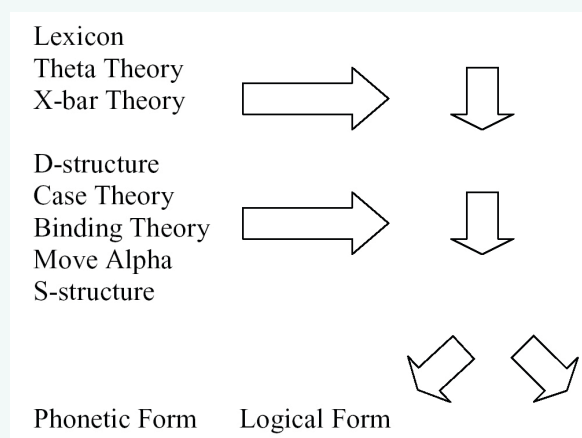 Lexicon
Theta Theory
X-bar Theory
D-structure
Case Theory
Binding Theory
Move Alpha
S-structure
Phonetic Form Logical Form